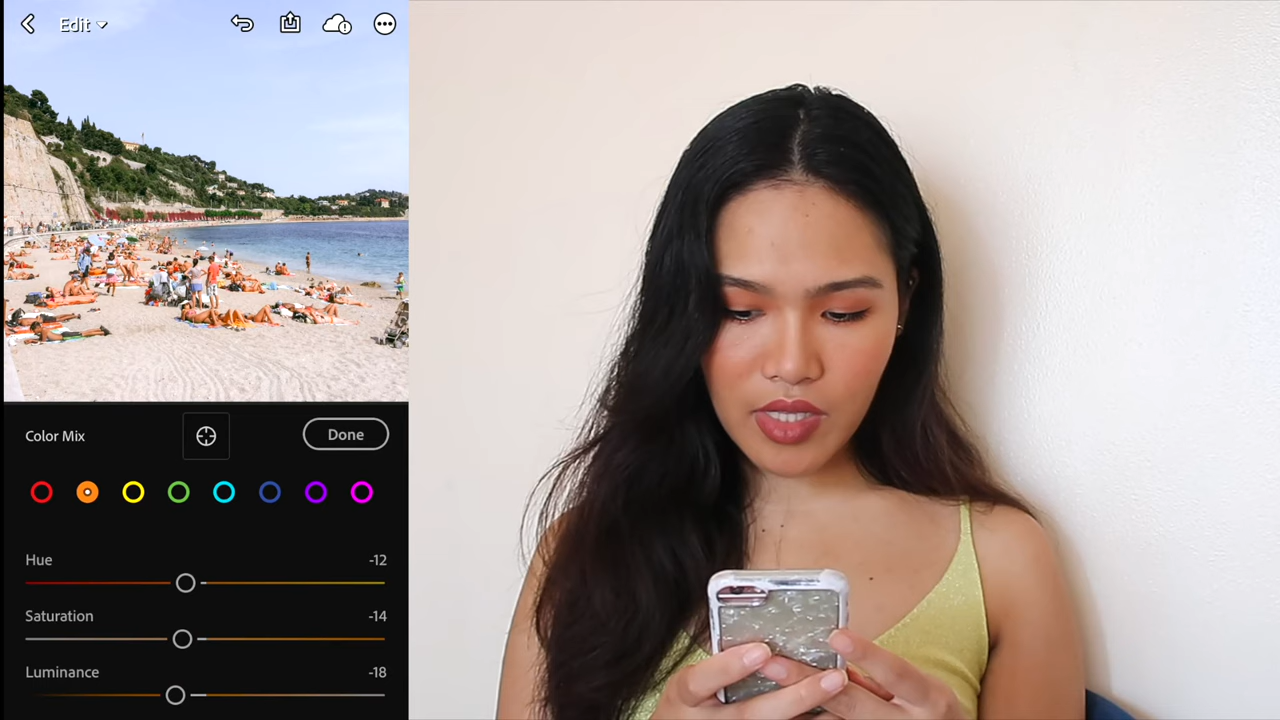 Edit
Color Mix
Done
Hue -12
Saturation -14
Luminance -18